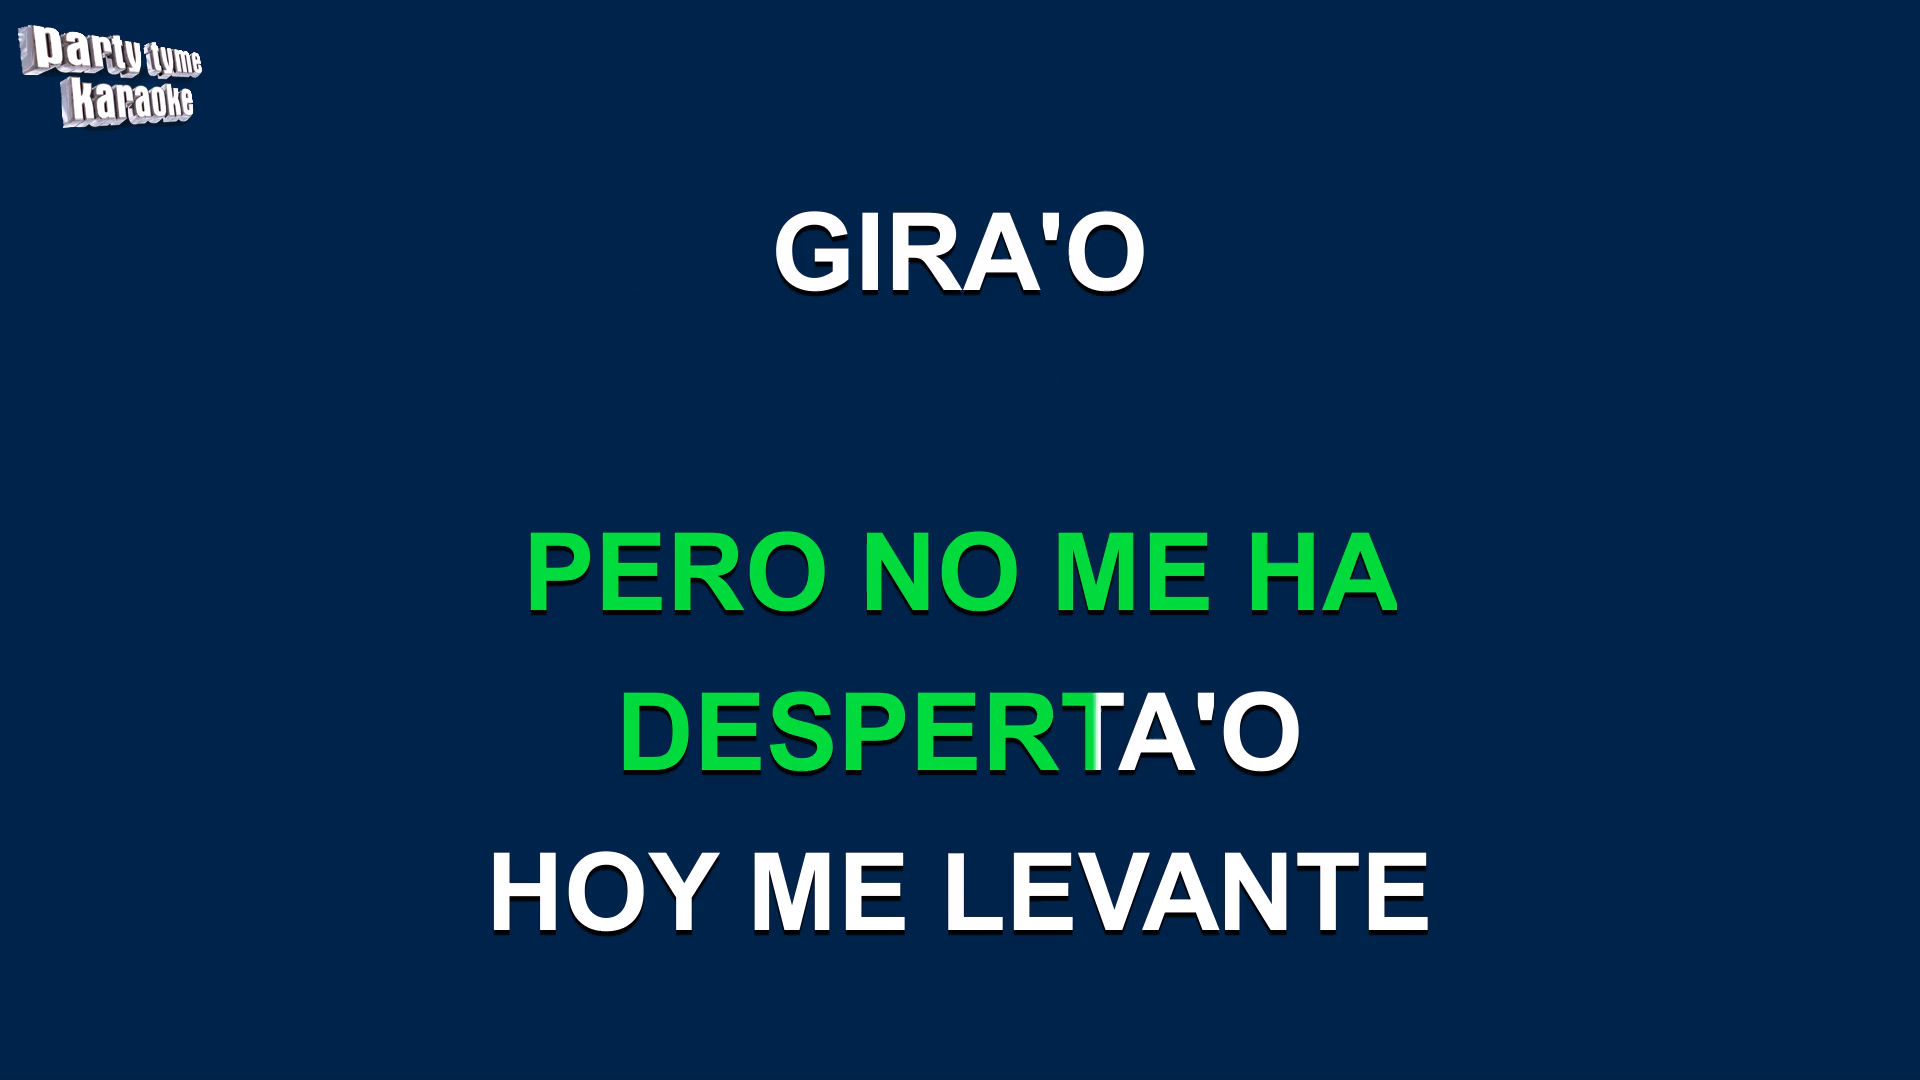 party tyme
karaoke
GIRA'O
PERO NO ME HA
DESPERTA'O
HOY ME LEVANTE